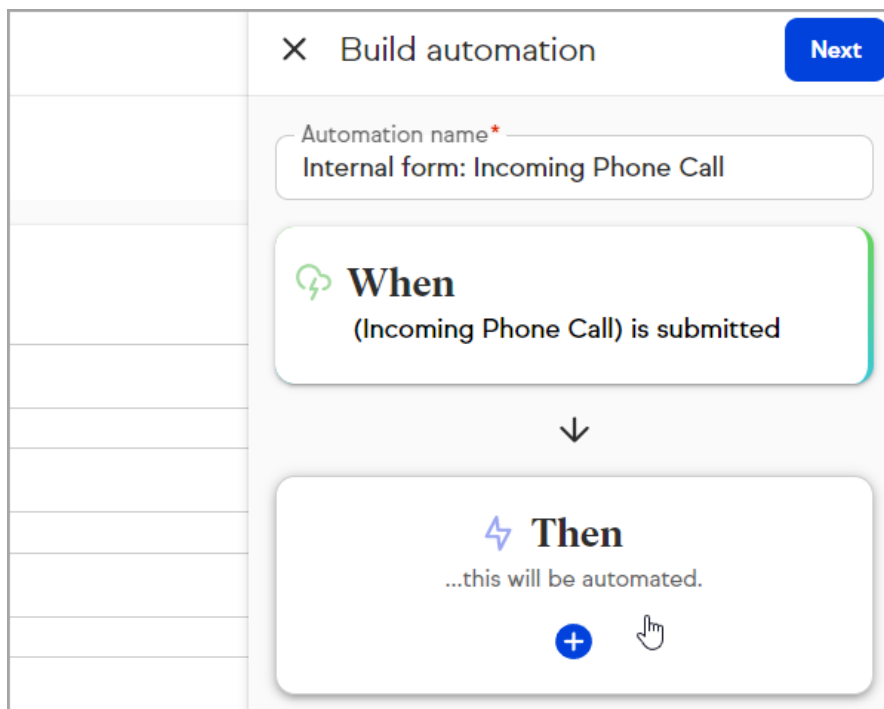 Build automation
Next
Automation name*
Internal form: Incoming Phone Call
When
(Incoming Phone Call) is submitted
Then
...this will be automated.